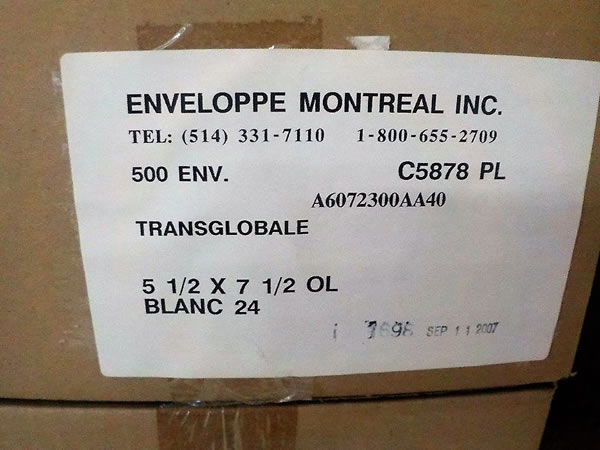 ENVELOPPE MONTREAL INC.
TEL: (514) 331-7110 1-800-655-2709
500 ENV. C5878 PL
A6072300AA40
TRANSGLOBALE
5 1/2 X 7 1/2 OL
BLANC 24
SEP 11 2007